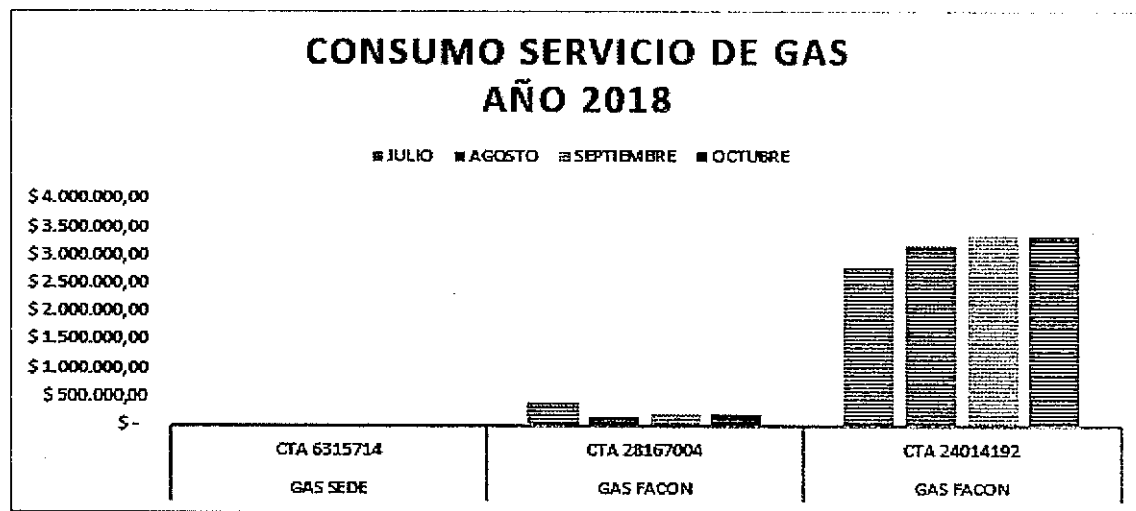 CONSUMO SERVICIO DE GAS
AÑO 2018
JULIO AGOSTO SEPTIEMBRE OCTUBRE
$ 4.000.000,00
$ 3.500.000,00
$ 3.000.000,00
$ 2.500.000,00
$ 2.000.000,00
$ 1.500.000,00
$ 1.000.000,00
$ 500.000,00
$ -
CTA 6315714 CTA 28167004 CTA 24014192
GAS SEDE GAS FACON GAS FACON